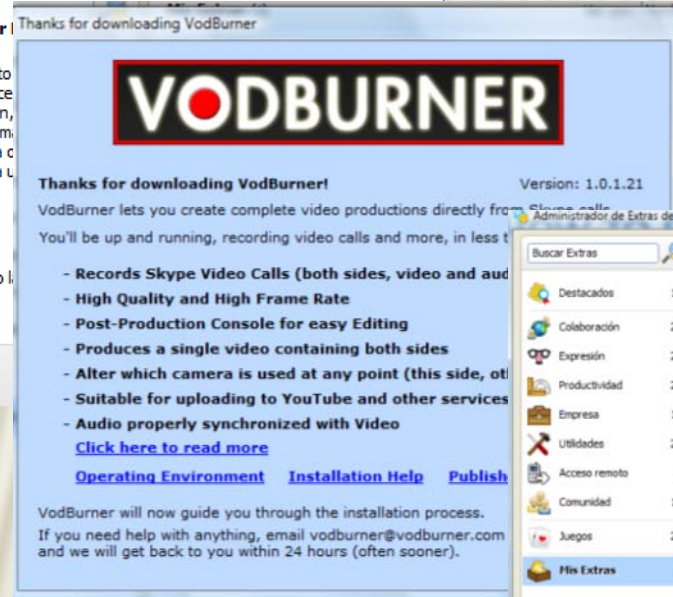 Thanks for downloading VodBurner
VODBURNER
Thanks for downloading VodBurner!
Version: 1.0.1.21
VodBurner lets you create complete video productions directly from Skype calls
You'll be up and running, recording video calls and more, in less t
- Records Skype Video Calls (both sides, video and aud
- High Quality and High Frame Rate
- Post-Production Console for easy Editing
- Produces a single video containing both sides
- Alter which camera is used at any point (this side, ot
- Suitable for uploading to YouTube and other services
- Audio properly synchronized with Video
Click here to read more
Operating Environment Installation Help Publish
VodBurner will now guide you through the installation process.
If you need help with anything, email vodburner@vodburner.com
and we will get back to you within 24 hours (often sooner).
Administrador de Extras de
Buscar Extras
Destacados
Colaboración
Expresión
Productividad
Empresa
Utilidades
Acceso remoto
Comunidad
Juegos
Mis Extras